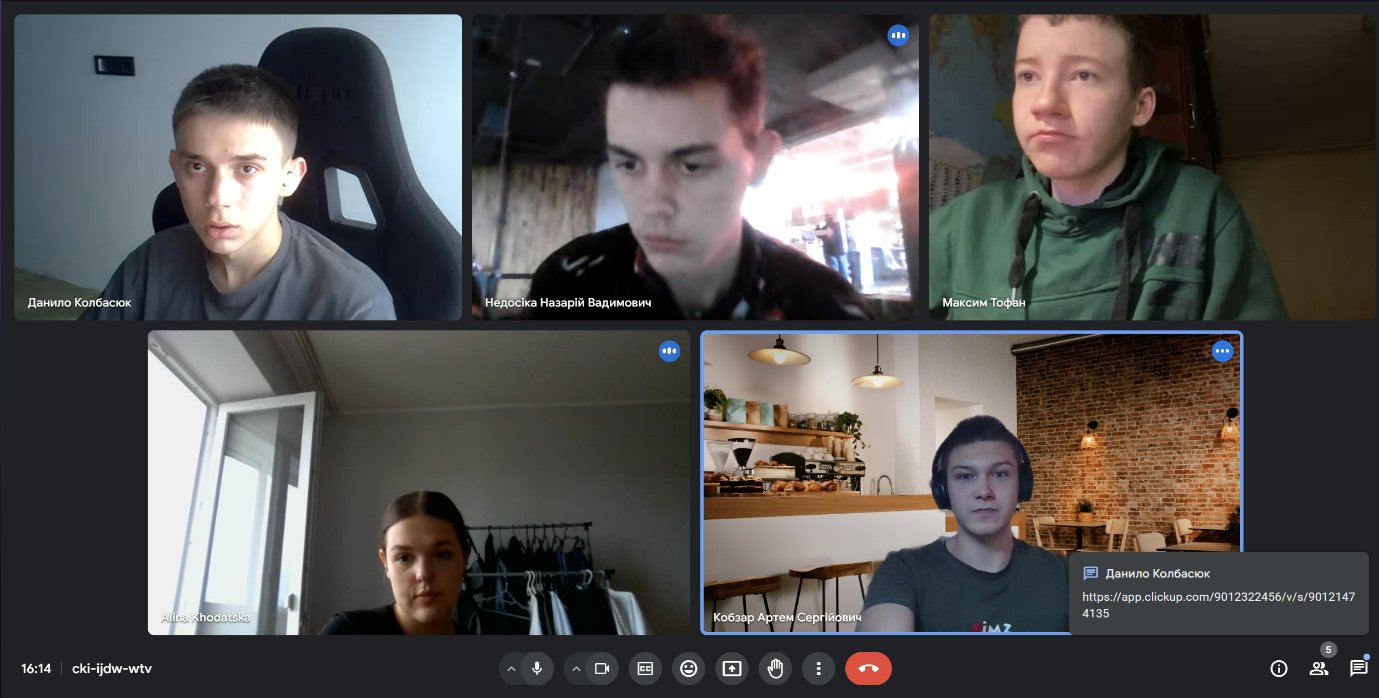 Данило Колбасюк
Недосіка Назарій Вадимович
Максим Тофан
Alina Khodatska
Кобзар Артем Сергійович
Данило Колбасюк
https://app.clickup.com/9012322456/v/s/9012147
4135
16:14
cki-ijdw-wtv
5